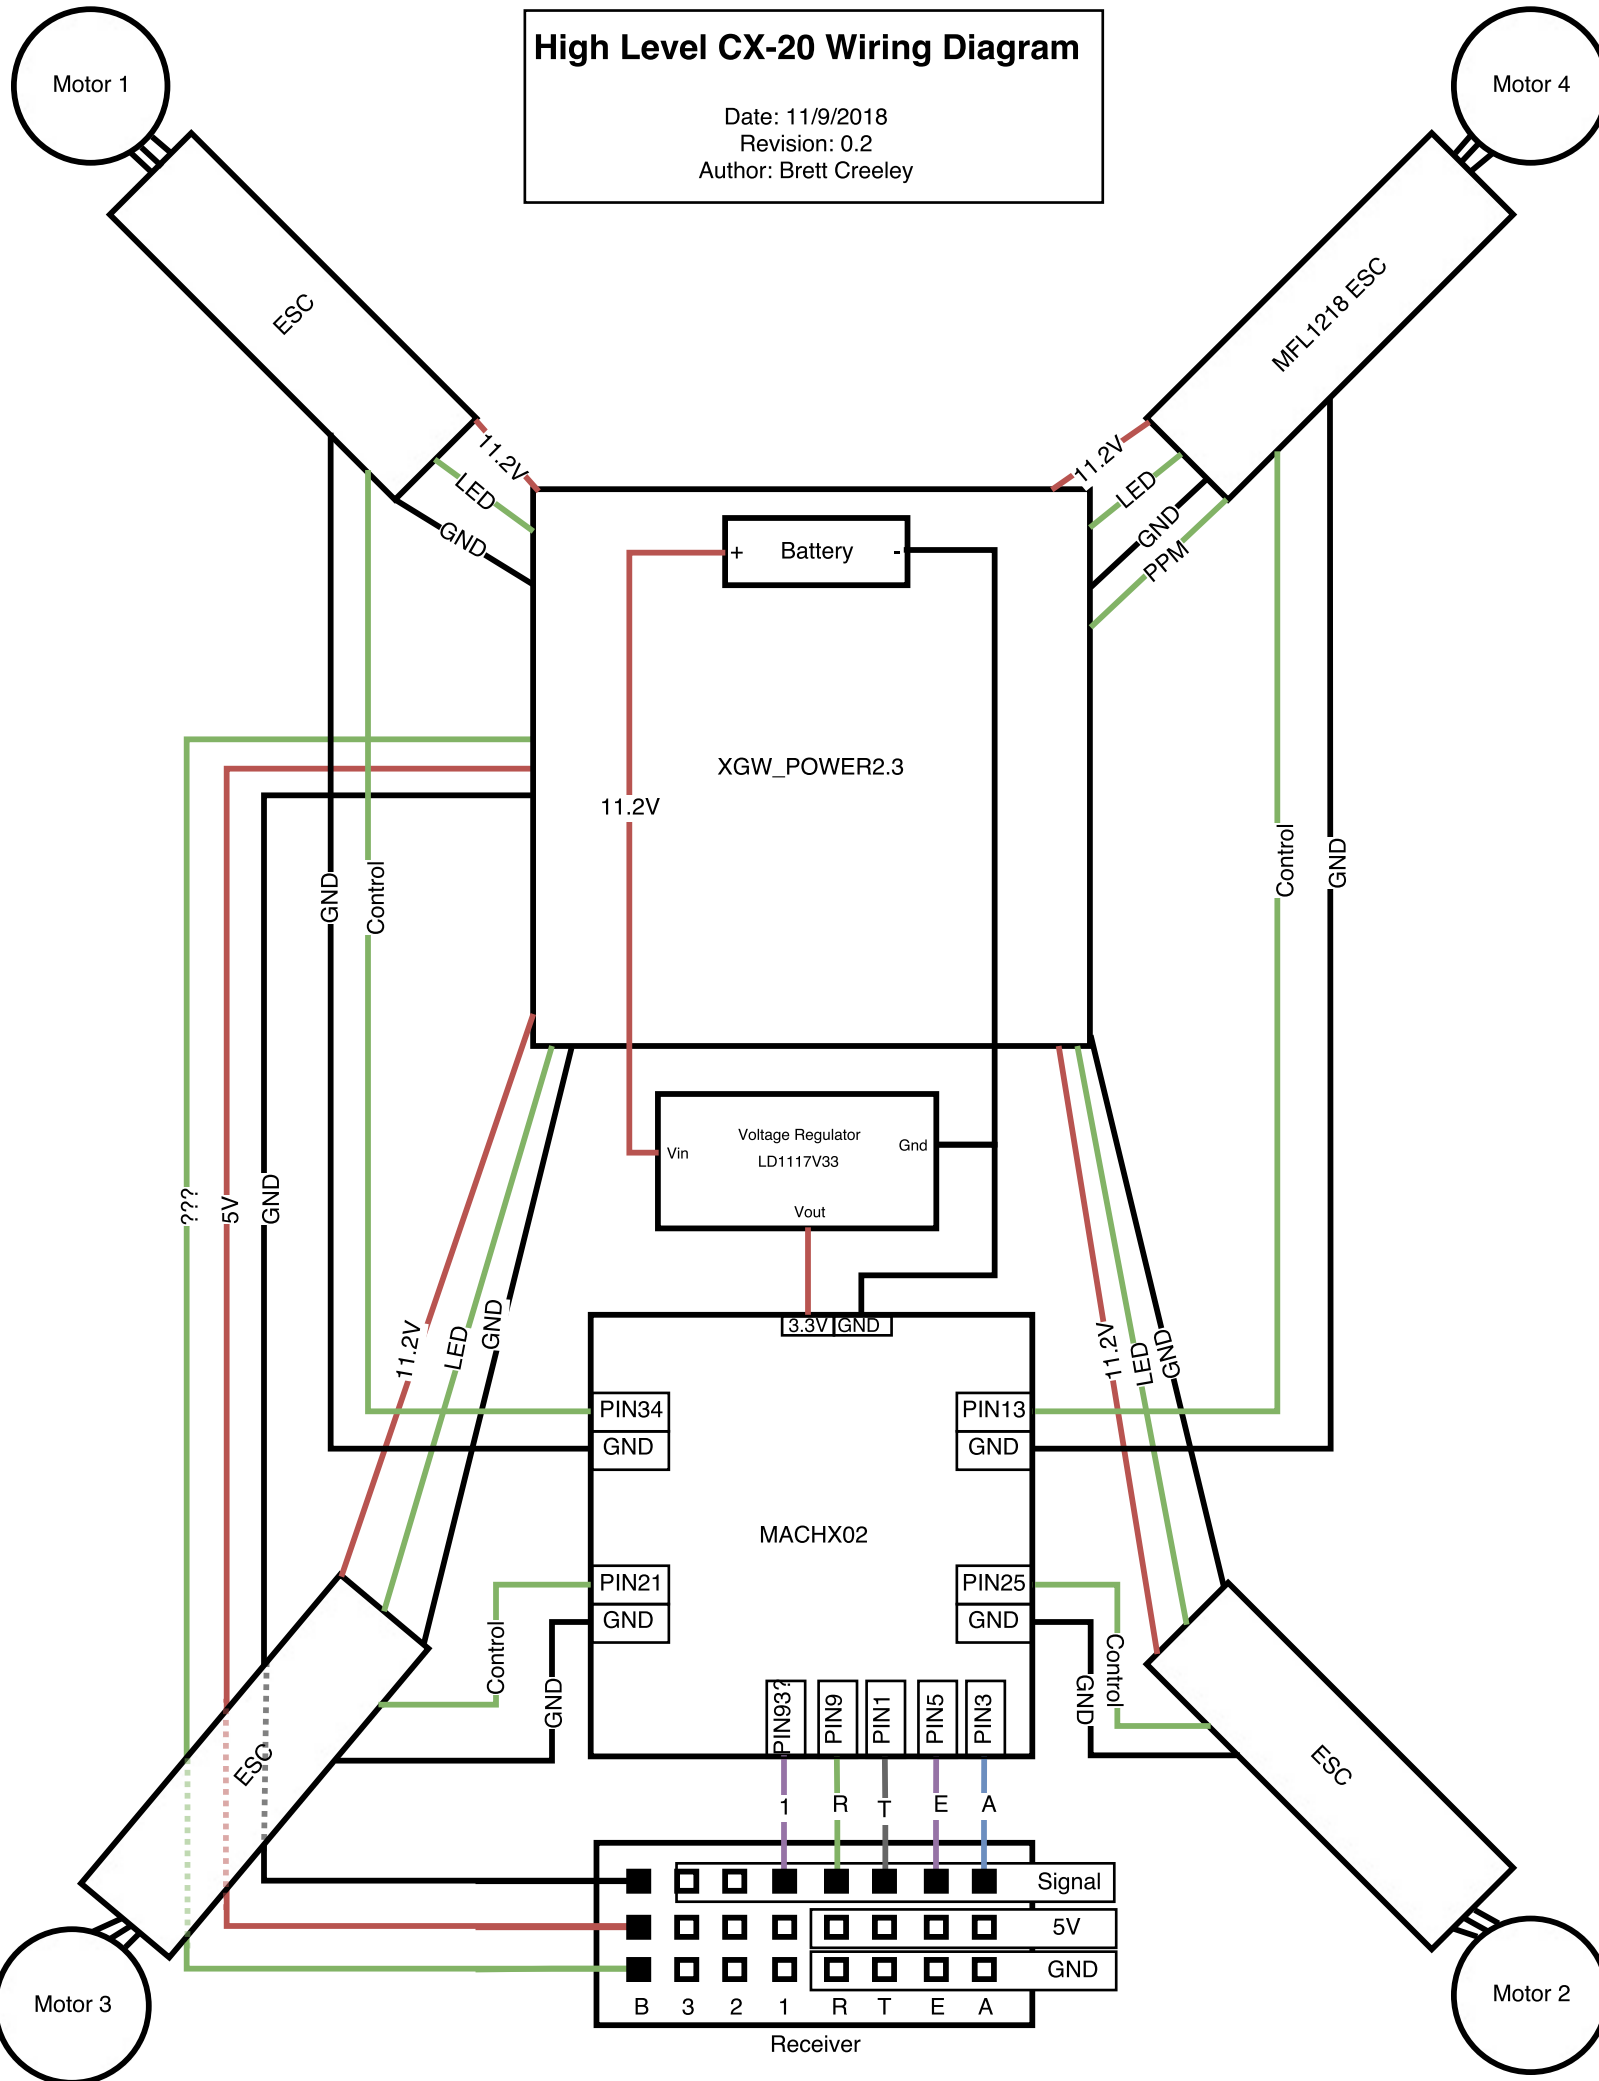 High Level CX-20 Wiring Diagram
Date: 11/9/2018
Revision: 0.2
Author: Brett Creeley
Motor 1
Motor 4
ESC
MFL1218 ESC
11.2V
LED
GND
11.2V
LED
GND
PPM
+ Battery -
XGW_POWER2.3
11.2V
GND
Control
Control
GND
???
5V
GND
Voltage Regulator
LD1117V33
Vin
Gnd
Vout
11.2V
LED
GND
11.2V
LED
GND
3.3V GND
PIN34
GND
PIN13
GND
MACHX02
PIN21
GND
PIN25
GND
Control
GND
GND
Control
PIN93?
PIN9
PIN1
PIN5
PIN3
ESC
ESC
1 R T E A
Signal
5V
GND
B 3 2 1 R T E A
Receiver
Motor 3
Motor 2